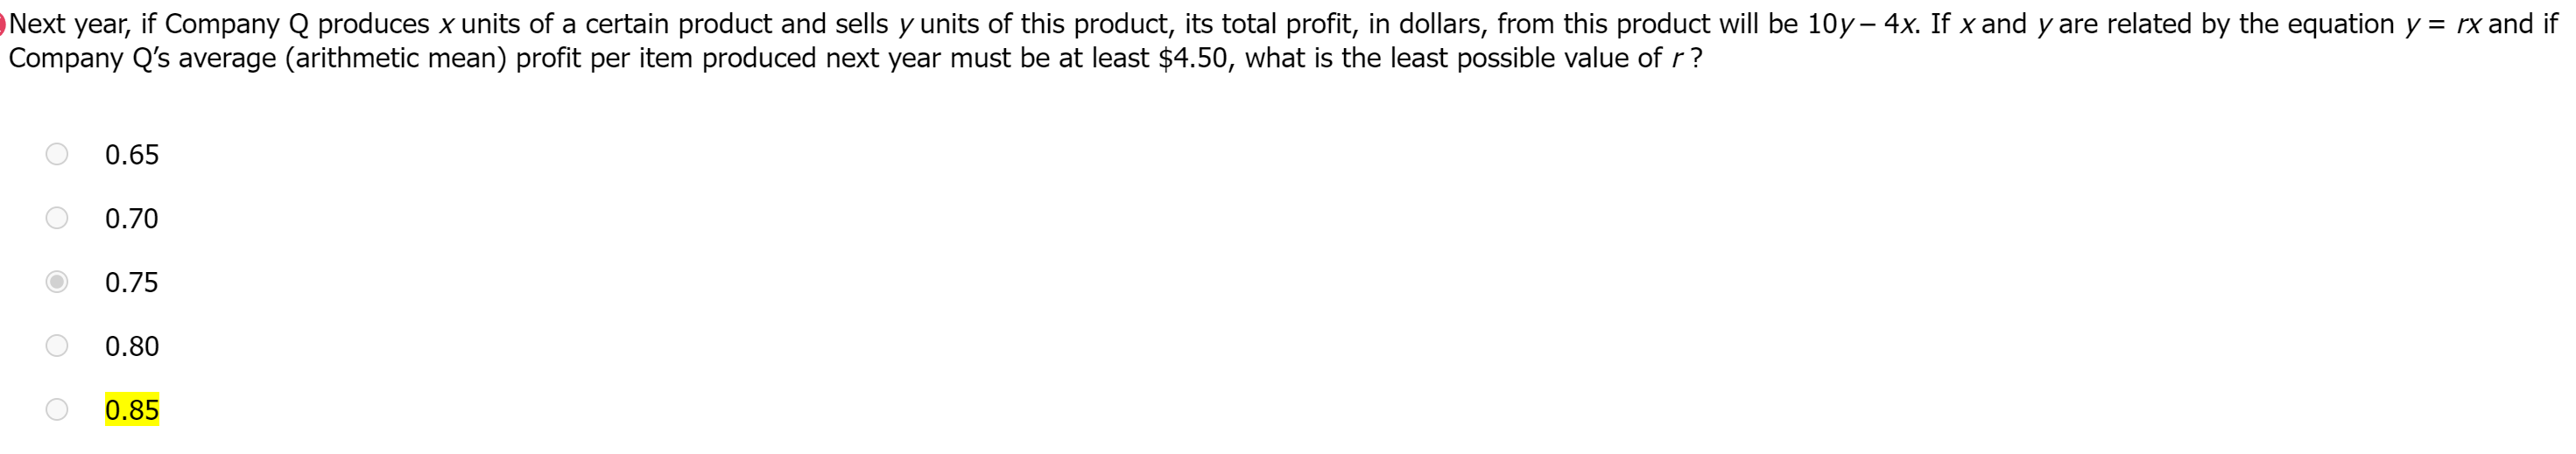 Next year, if Company Q produces x units of a certain product and sells y units of this product, its total profit, in dollars, from this product will be 10y – 4x. If x and y are related by the equation y = rx and if
Company Q’s average (arithmetic mean) profit per item produced next year must be at least $4.50, what is the least possible value of r ?
0.65
0.70
0.75
0.80
0.85